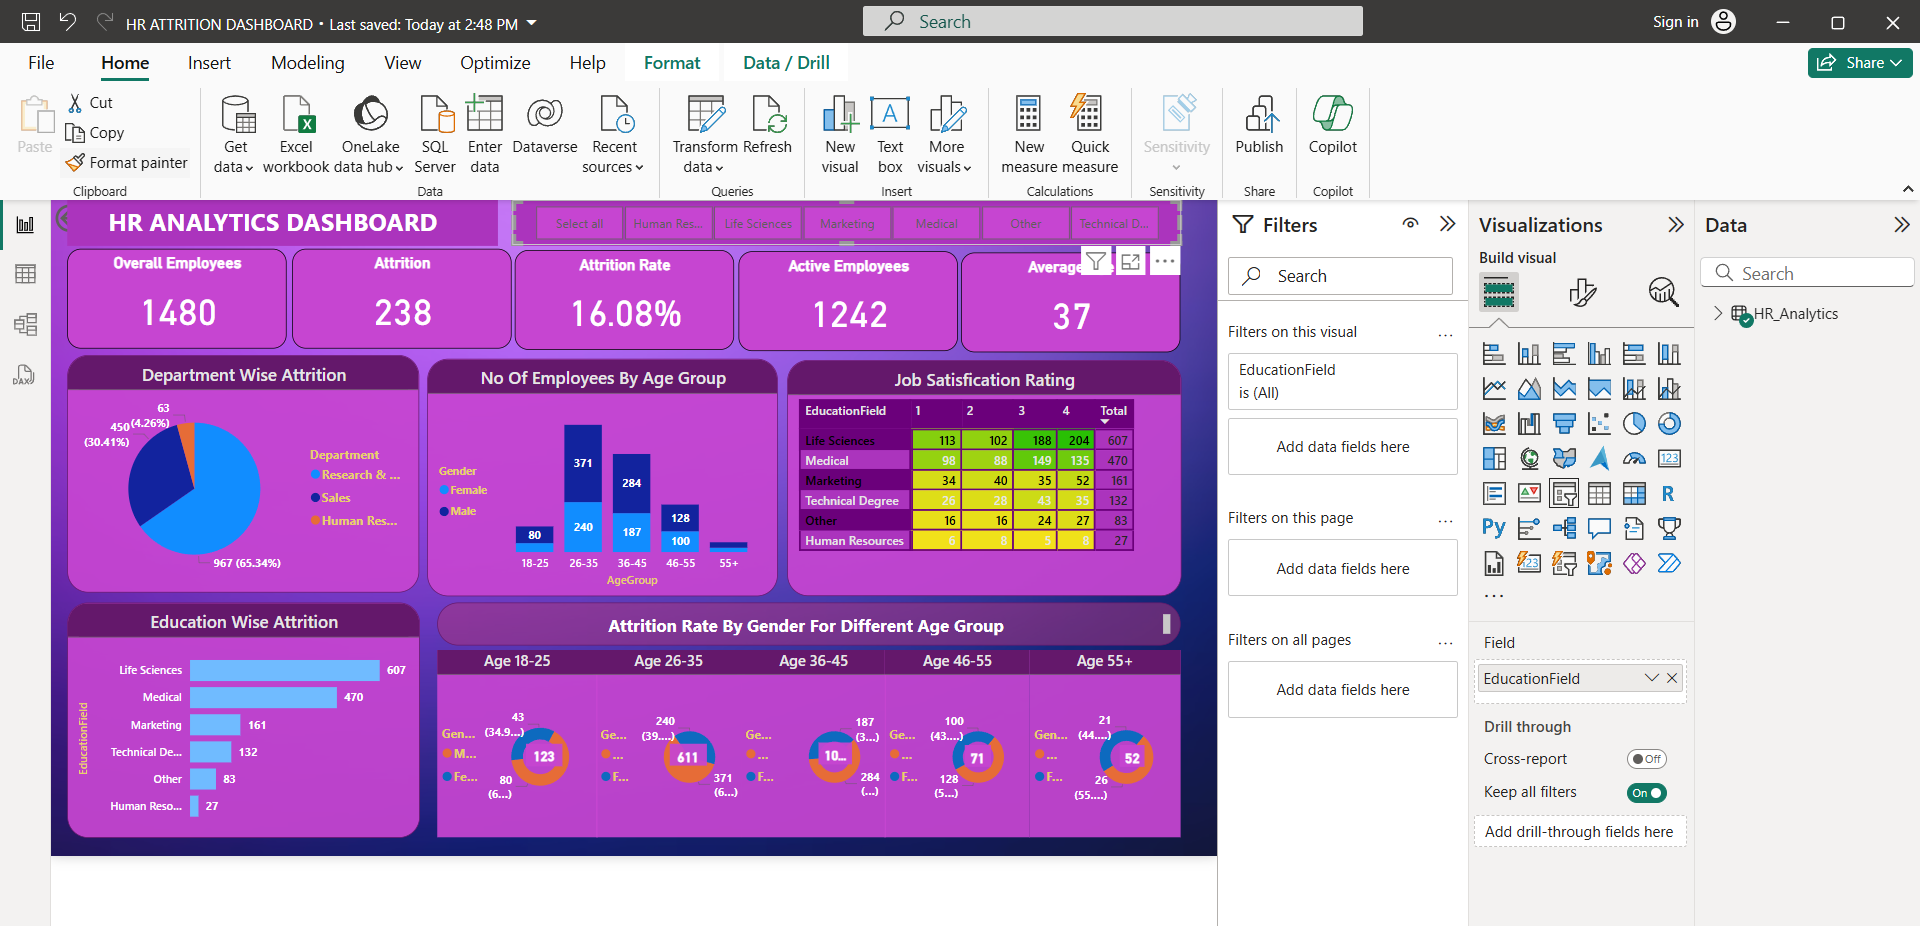 HR ATTRITION DASHBOARD • Last saved: Today at 2:48 PM
Search
Sign in
File Home Insert Modeling View Optimize Help Format Data / Drill
Share
Paste
Cut
Copy
Format painter
Clipboard
Get data
Excel workbook
OneLake data hub
SQL Server
Enter data
Dataverse
Recent sources
Data
Transform data
Refresh
Queries
New visual
Text box
More visuals
Insert
New measure
Quick measure
Calculations
Sensitivity
Sensitivity
Publish
Share
Copilot
Copilot
DAX
HR ANALYTICS DASHBOARD
Select all
Human Res...
Life Sciences
Marketing
Medical
Other
Technical D...
Overall Employees
1480
Attrition
238
Attrition Rate
16.08%
Active Employees
1242
Average
37
Department Wise Attrition
63
(4.26%)
450
(30.41%)
967 (65.34%)
Department
Research & ...
Sales
Human Res...
No Of Employees By Age Group
Gender
Female
Male
80
371
240
284
187
128
100
18-25 26-35 36-45 46-55 55+
AgeGroup
Job Satisfication Rating
EducationField 1 2 3 4 Total
Life Sciences 113 102 188 204 607
Medical 98 88 149 135 470
Marketing 34 40 35 52 161
Technical Degree 26 28 43 35 132
Other 16 16 24 27 83
Human Resources 6 8 5 8 27
Education Wise Attrition
EducationField
Life Sciences 607
Medical 470
Marketing 161
Technical De... 132
Other 83
Human Reso... 27
Attrition Rate By Gender For Different Age Group
Age 18-25
Age 26-35
Age 36-45
Age 46-55
Age 55+
Gen...
M...
Fe...
43
(34.9...)
123
80
(6...)
Ge...
...
F...
240
(39....)
611
371
(6...)
Ge...
...
F...
187
(3...)
10...
284
(...)
Ge...
...
F...
100
(43....)
71
128
(5...)
Gen...
...
F...
21
(44....)
52
26
(55....)
Filters
Search
Filters on this visual
EducationField
is (All)
Add data fields here
Filters on this page
Add data fields here
Filters on all pages
Add data fields here
Visualizations
Build visual
123
R
Py
123
Field
EducationField
Drill through
Cross-report
Off
Keep all filters
On
Add drill-through fields here
Data
Search
HR_Analytics